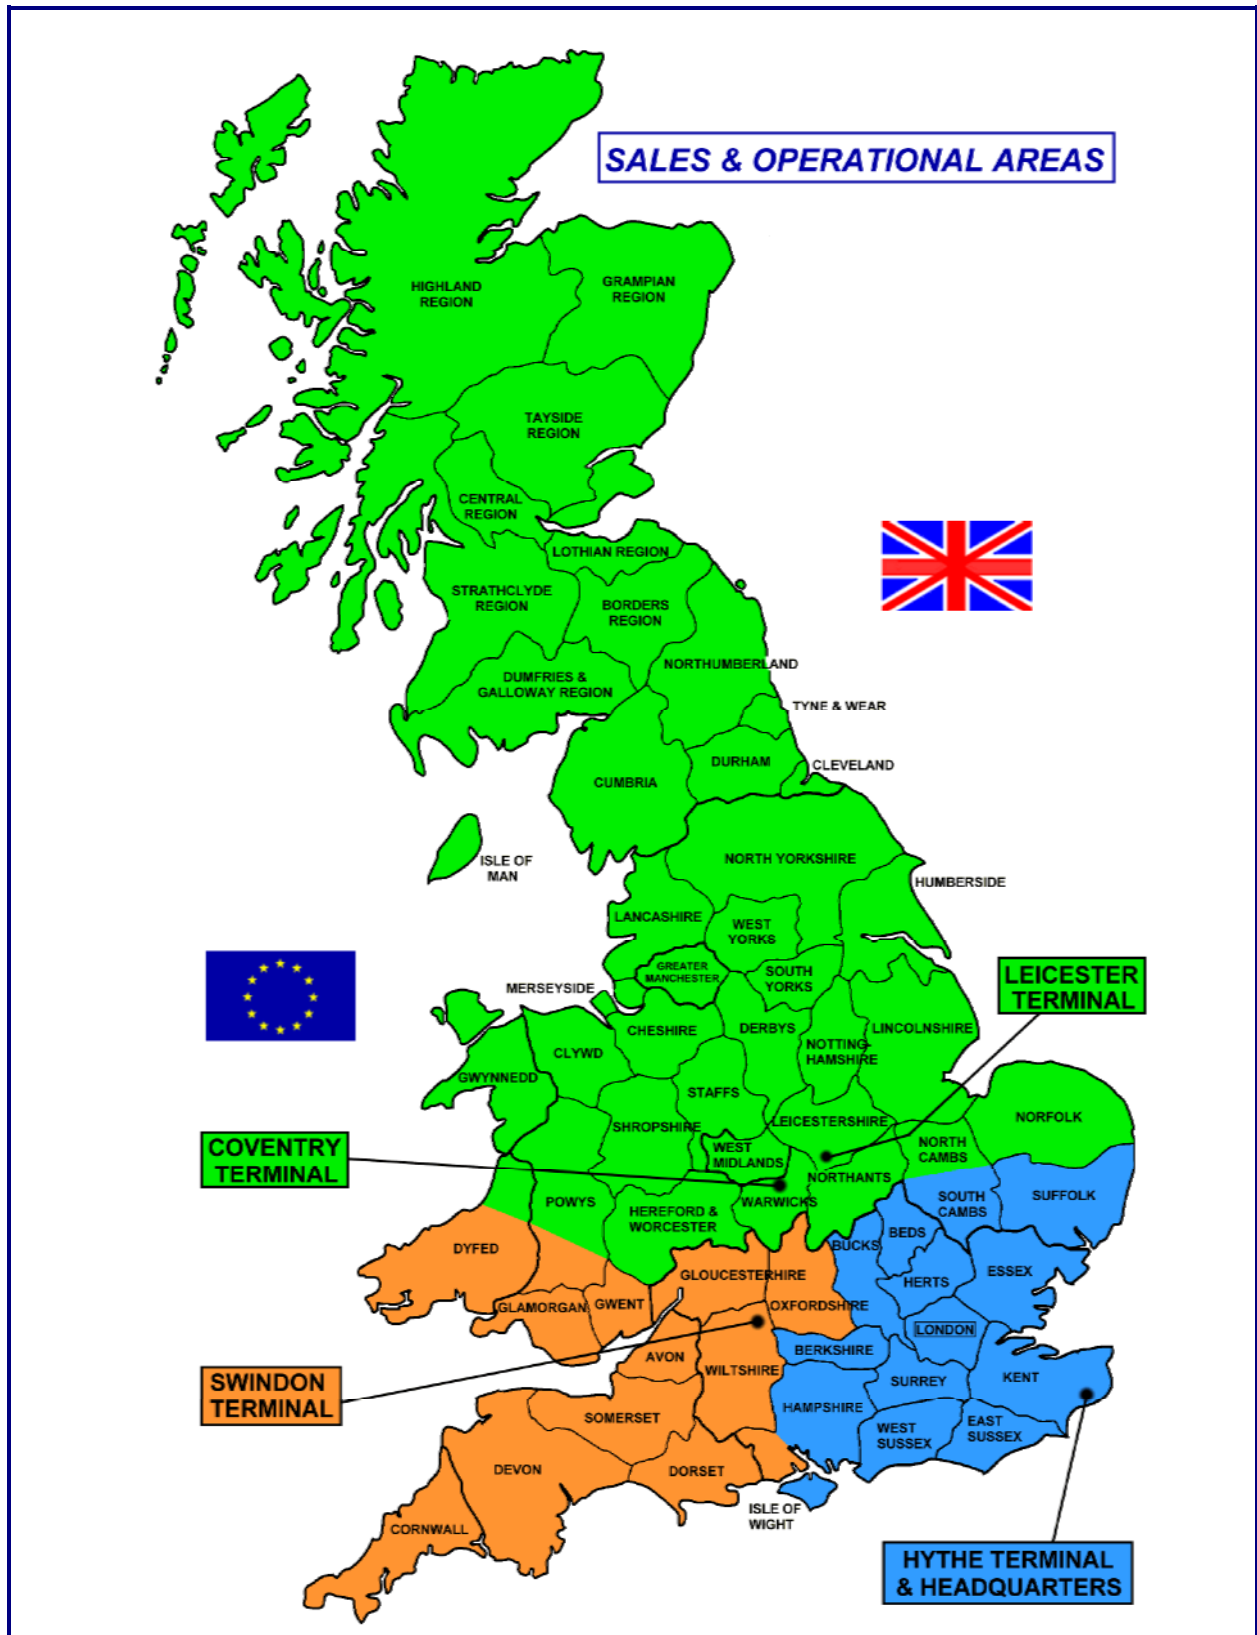 SALES & OPERATIONAL AREAS
HIGHLAND
REGION
GRAMPIAN
REGION
TAYSIDE
REGION
CENTRAL
REGION
LOTHIAN REGION
STRATHCLYDE
REGION
BORDERS
REGION
NORTHUMBERLAND
DUMFRIES &
GALLOWAY REGION
TYNE & WEAR
DURHAM
CLEVELAND
CUMBRIA
ISLE OF
MAN
NORTH YORKSHIRE
HUMBERSIDE
LANCASHIRE
WEST
YORKS
GREATER
MANCHESTER
SOUTH
YORKS
LEICESTER
TERMINAL
MERSEYSIDE
CHESHIRE
DERBYS
NOTTING-
HAMSHIRE
LINCOLNSHIRE
CLYWD
GWYNNEDD
STAFFS
LEICESTERSHIRE
NORFOLK
SHROPSHIRE
WEST
MIDLANDS
NORTH
CAMBS
COVENTRY
TERMINAL
NORTHANTS
POWYS
HEREFORD &
WORCESTER
WARWICKS
SOUTH
CAMBS
SUFFOLK
DYFED
BUCKS
BEDS
GLOUCESTERHIRE
HERTS
ESSEX
GLAMORGAN
GWENT
OXFORDSHIRE
LONDON
AVON
WILTSHIRE
BERKSHIRE
SURREY
KENT
SWINDON
TERMINAL
SOMERSET
HAMPSHIRE
WEST
SUSSEX
EAST
SUSSEX
DEVON
DORSET
ISLE OF
WIGHT
CORNWALL
HYTHE TERMINAL
& HEADQUARTERS